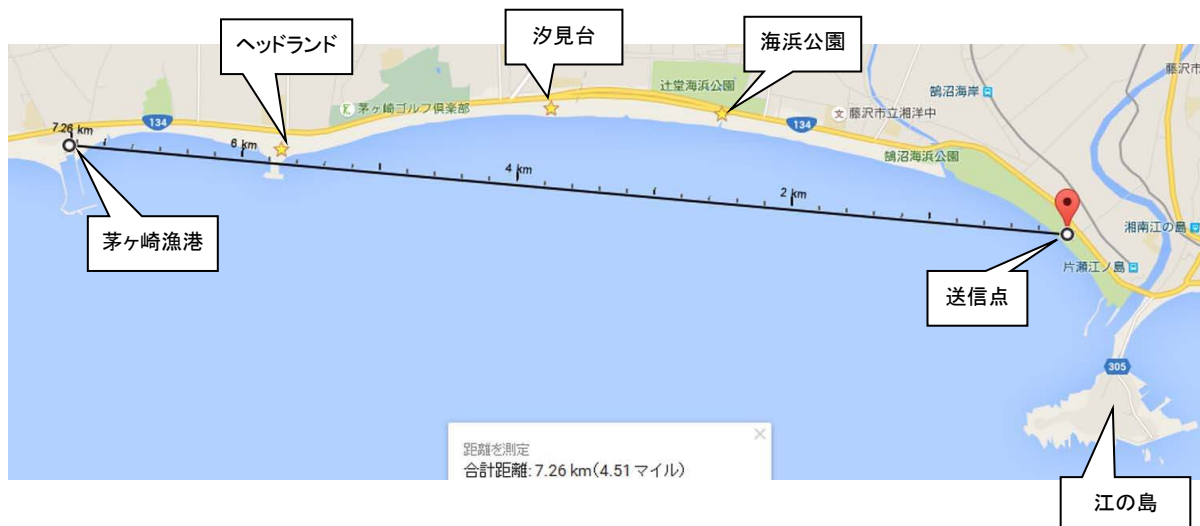 ヘッドランド
汐見台
海浜公園
藤沢市
辻堂海浜公園
鵠沼海岸
茅ヶ崎ゴルフ倶楽部
文 藤沢市立湘洋中
134
134
7.26 km
6 km
鵠沼海浜公園
4 km
2 km
茅ヶ崎漁港
湘南江の島
片瀬江ノ島
送信点
305
距離を測定
合計距離: 7.26 km(4.51 マイル)
江の島